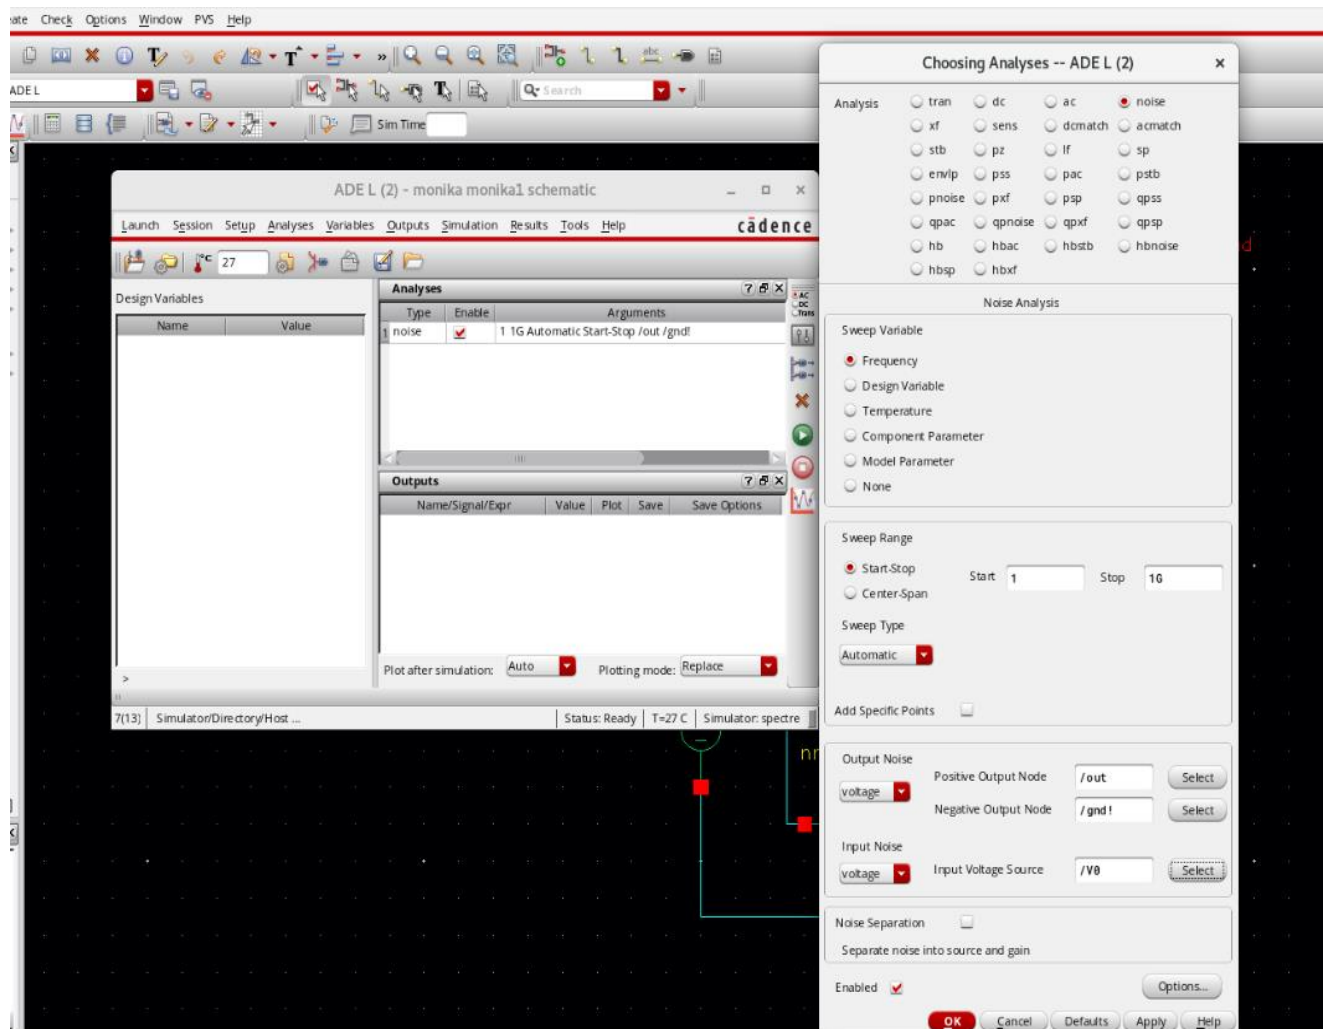 Check Options Window PVS Help
ADE L
Search
Sim Time
ADE L (2) - monika monika1 schematic
Launch Session Setup Analyses Variables Outputs Simulation Results Tools Help
cādence
°C 27
Design Variables
Name Value
>
Analyses
Type Enable Arguments
1 noise 1 1G Automatic Start-Stop /out /gnd!
AC
DC
Trans
Outputs
Name/Signal/Expr Value Plot Save Save Options
Plot after simulation: Auto Plotting mode: Replace
7(13) Simulator/Directory/Host ... Status: Ready T=27 C Simulator: spectre
Choosing Analyses -- ADE L (2)
Analysis tran dc ac noise
xf sens dcmatch acmatch
stb pz lf sp
envlp pss pac pstb
pnoise pxf psp qpss
qpac qpnoise qpxf qpsp
hb hbac hbstb hbnoise
hbsp hbxf
Noise Analysis
Sweep Variable
Frequency
Design Variable
Temperature
Component Parameter
Model Parameter
None
Sweep Range
Start-Stop Start 1 Stop 1G
Center-Span
Sweep Type
Automatic
Add Specific Points
Output Noise
voltage
Positive Output Node /out Select
Negative Output Node /gnd! Select
Input Noise
voltage Input Voltage Source /V0 Select
Noise Separation
Separate noise into source and gain
Enabled Options...
OK Cancel Defaults Apply Help